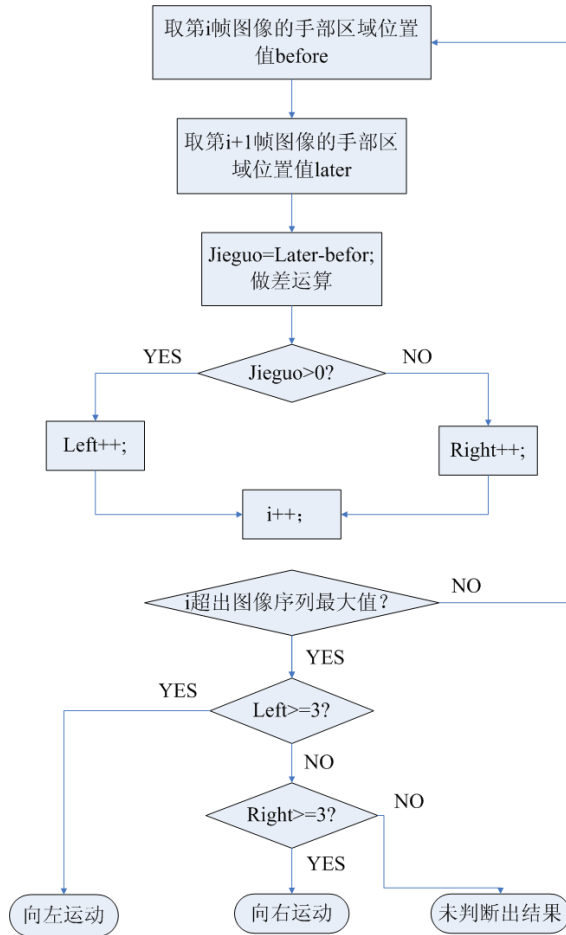 取第i帧图像的手部区域位置
值before
取第i+1帧图像的手部区
域位置值later
Jieguo=Later-befor;
做差运算
YES
NO
Jieguo>0?
Left++;
Right++;
i++;
i超出图像序列最大值？
NO
YES
YES
Left>=3?
NO
Right>=3?
NO
YES
向左运动
向右运动
未判断出结果